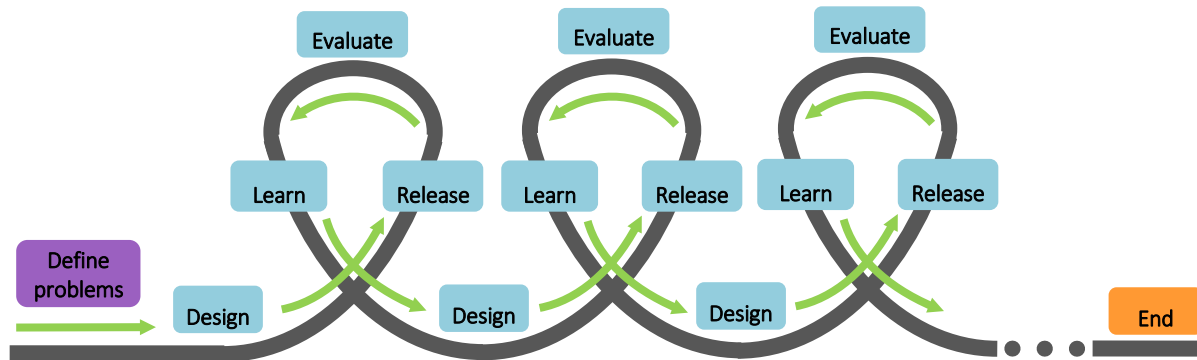 Evaluate
Evaluate
Evaluate
Learn
Release
Learn
Release
Learn
Release
Define
problems
Design
Design
Design
End